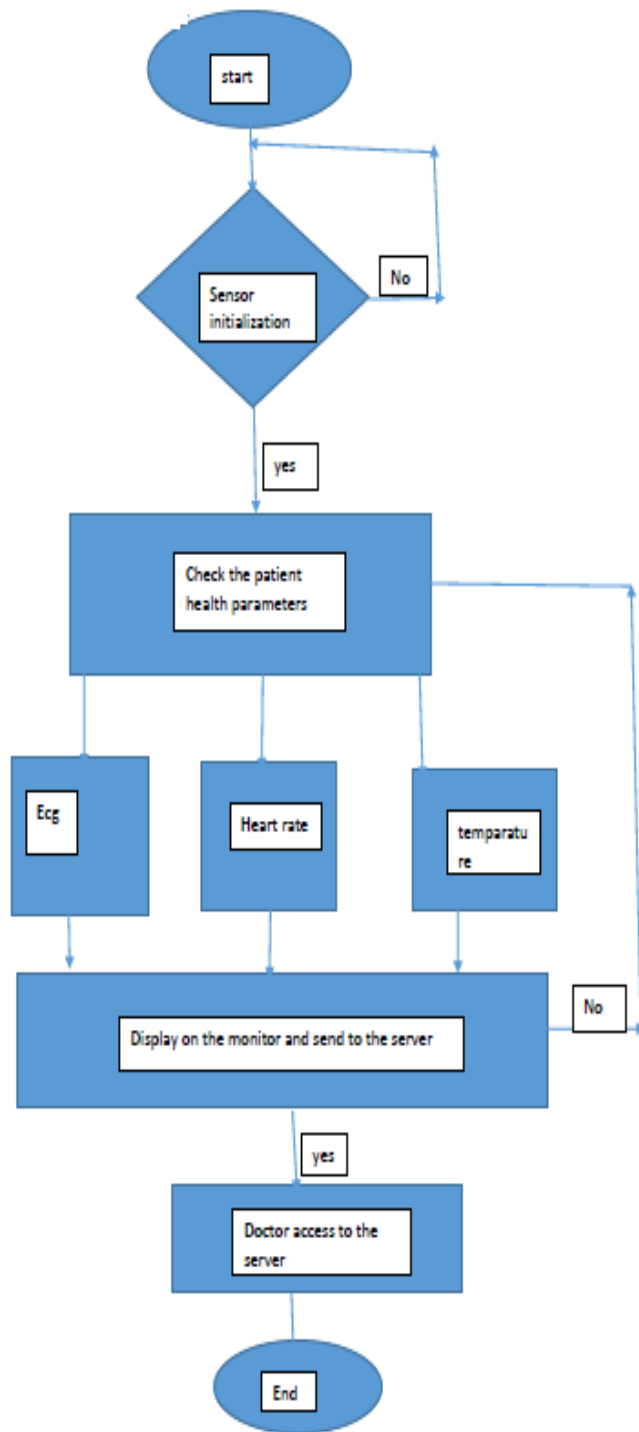 start
No
Sensor
initialization
yes
Check the patient
health parameters
Ecg
Heart rate
temparatu
re
No
Display on the monitor and send to the server
yes
Doctor access to the
server
End